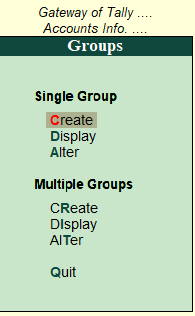 Gateway of Tally ....
Accounts Info. ....
Groups
Single Group
Create
Display
Alter
Multiple Groups
CReate
DIsplay
AlTer
Quit